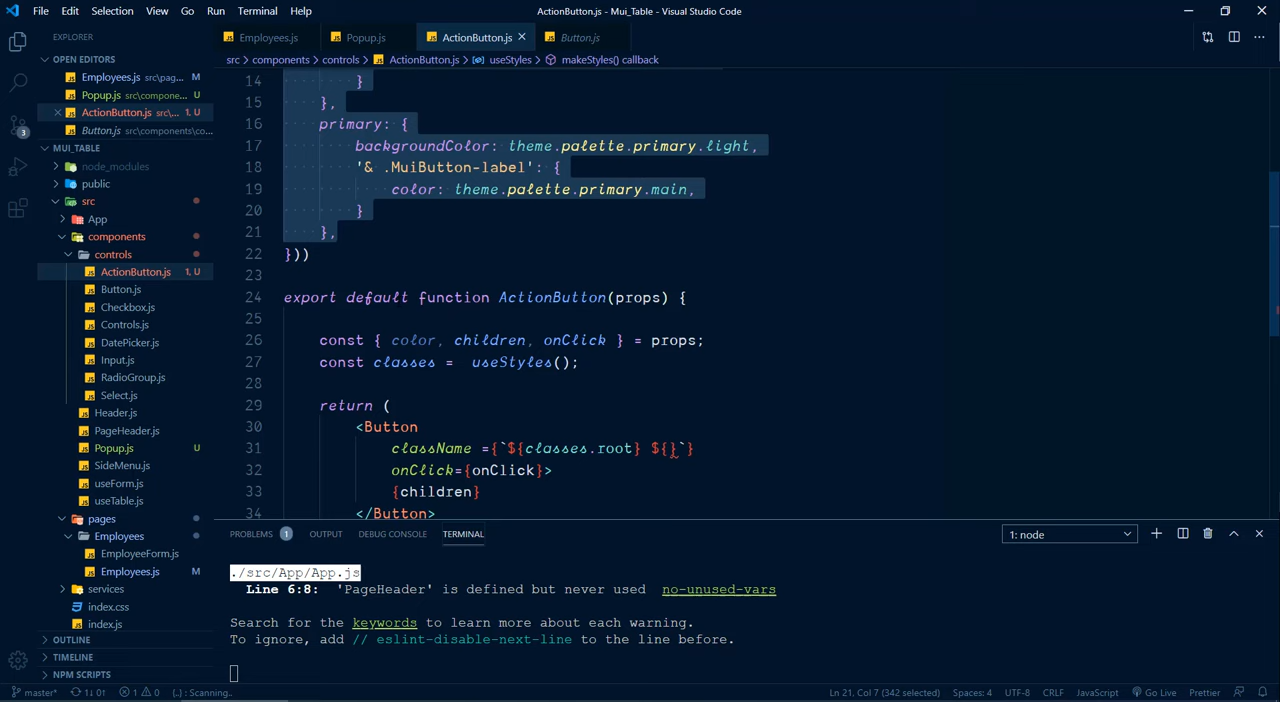 File Edit Selection View Go Run Terminal Help
ActionButton.js - Mui_Table - Visual Studio Code
EXPLORER
OPEN EDITORS
Employees.js src\pag... M
Popup.js src\compone... U
ActionButton.js src\... 1, U
Button.js src\components\co...
MUI_TABLE
node_modules
public
src
App
components
controls
ActionButton.js 1, U
Button.js
Checkbox.js
Controls.js
DatePicker.js
Input.js
RadioGroup.js
Select.js
Header.js
PageHeader.js
Popup.js U
SideMenu.js
useForm.js
useTable.js
pages
Employees
EmployeeForm.js
Employees.js M
services
index.css
index.js
OUTLINE
TIMELINE
NPM SCRIPTS
3
Employees.js Popup.js ActionButton.js Button.js
src > components > controls > ActionButton.js > useStyles > makeStyles() callback
14 }
15 },
16 primary: {
17 backgroundColor: theme.palette.primary.light,
18 '& .MuiButton-label': {
19 color: theme.palette.primary.main,
20 }
21 },
22 }))
23
24 export default function ActionButton(props) {
25
26 const { color, children, onClick } = props;
27 const classes = useStyles();
28
29 return (
30 <Button
31 className ={`${classes.root} ${}`}
32 onClick={onClick}>
33 {children}
34 </Button>
PROBLEMS 1 OUTPUT DEBUG CONSOLE TERMINAL
1: node
./src/App/App.js
Line 6:8: 'PageHeader' is defined but never used no-unused-vars
Search for the keywords to learn more about each warning.
To ignore, add // eslint-disable-next-line to the line before.
master* 1↓ 0↑ 1 0 {..} : Scanning..
Ln 21, Col 7 (342 selected) Spaces: 4 UTF-8 CRLF JavaScript Go Live Prettier